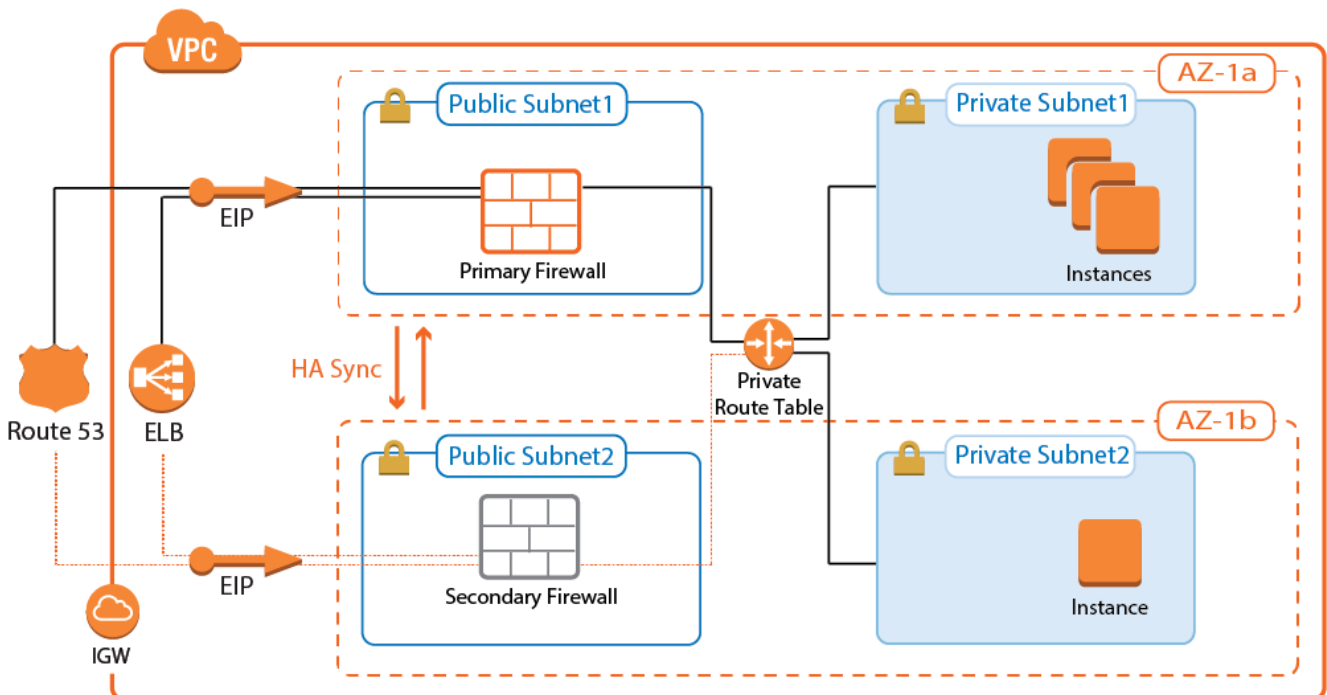 VPC
AZ-1a
Public Subnet1
Private Subnet1
EIP
Primary Firewall
Instances
HA Sync
Private
Route Table
Route 53
ELB
AZ-1b
Public Subnet2
Private Subnet2
EIP
Secondary Firewall
Instance
IGW